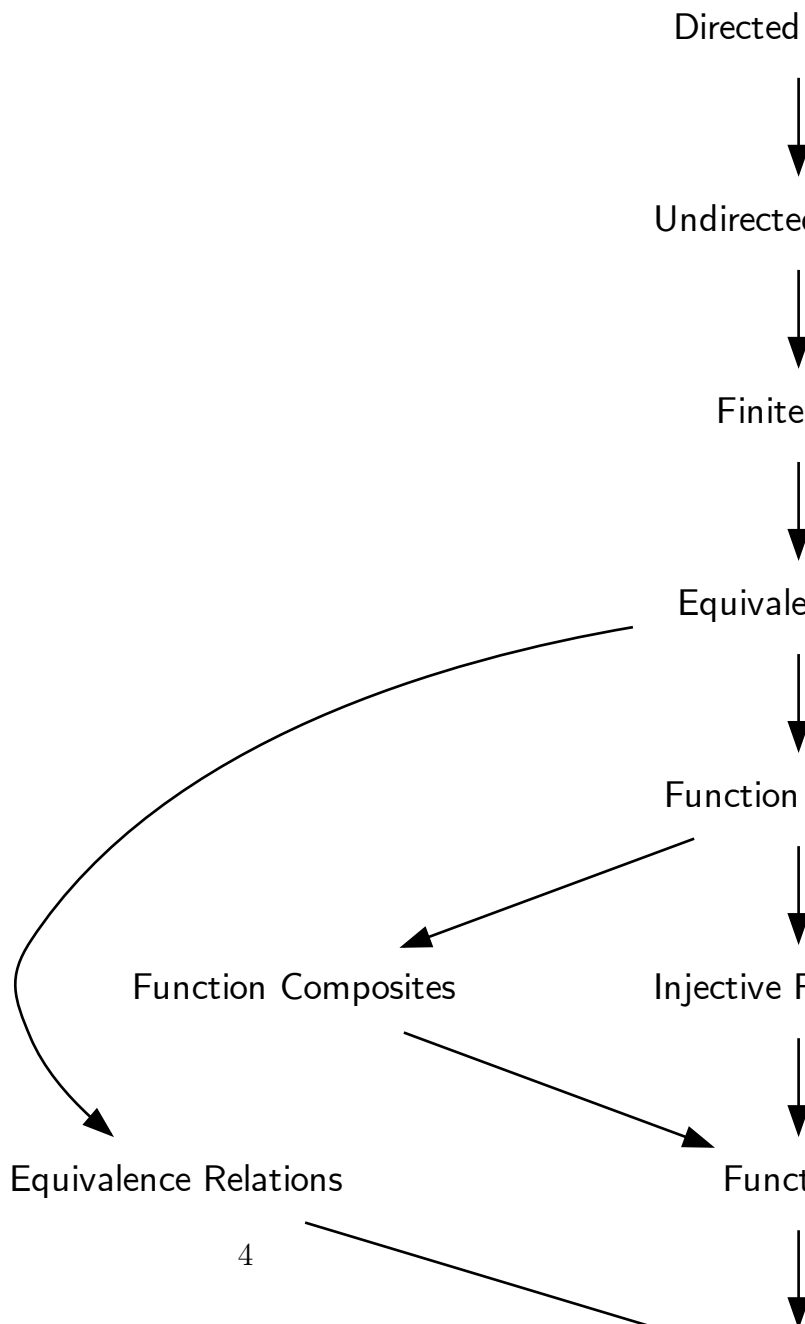 Directed
Undirected
Finite
Equivale
Function
Function Composites
Injective F
Equivalence Relations
Funct
4